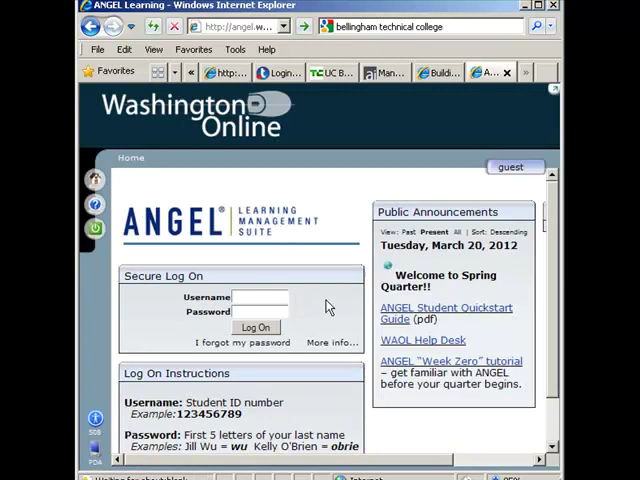 ANGEL Learning - Windows Internet Explorer
http://angel.w...
bellingham technical college
File Edit View Favorites Tools Help
Favorites
http:... Login... UC B... Man... Buildi... A...
Washington
Online
Home
guest
ANGEL® LEARNING
MANAGEMENT
SUITE
Public Announcements
View: Past Present All | Sort: Descending
Tuesday, March 20, 2012
Welcome to Spring
Quarter!!
ANGEL Student Quickstart
Guide (pdf)
WAOL Help Desk
ANGEL "Week Zero" tutorial
– get familiar with ANGEL
before your quarter begins.
Secure Log On
Username
Password
Log On
I forgot my password More info...
Log On Instructions
Username: Student ID number
Example: 123456789
Password: First 5 letters of your last name
Examples: Jill Wu = wu Kelly O'Brien = obrie
PDA
Internet